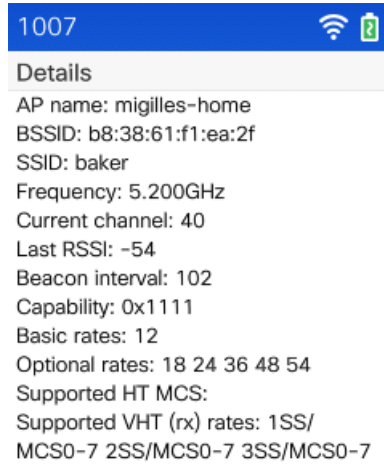 1007
Details
AP name: migilles-home
BSSID: b8:38:61:f1:ea:2f
SSID: baker
Frequency: 5.200GHz
Current channel: 40
Last RSSI: -54
Beacon interval: 102
Capability: 0x1111
Basic rates: 12
Optional rates: 18 24 36 48 54
Supported HT MCS:
Supported VHT (rx) rates: 1SS/
MCS0-7 2SS/MCS0-7 3SS/MCS0-7